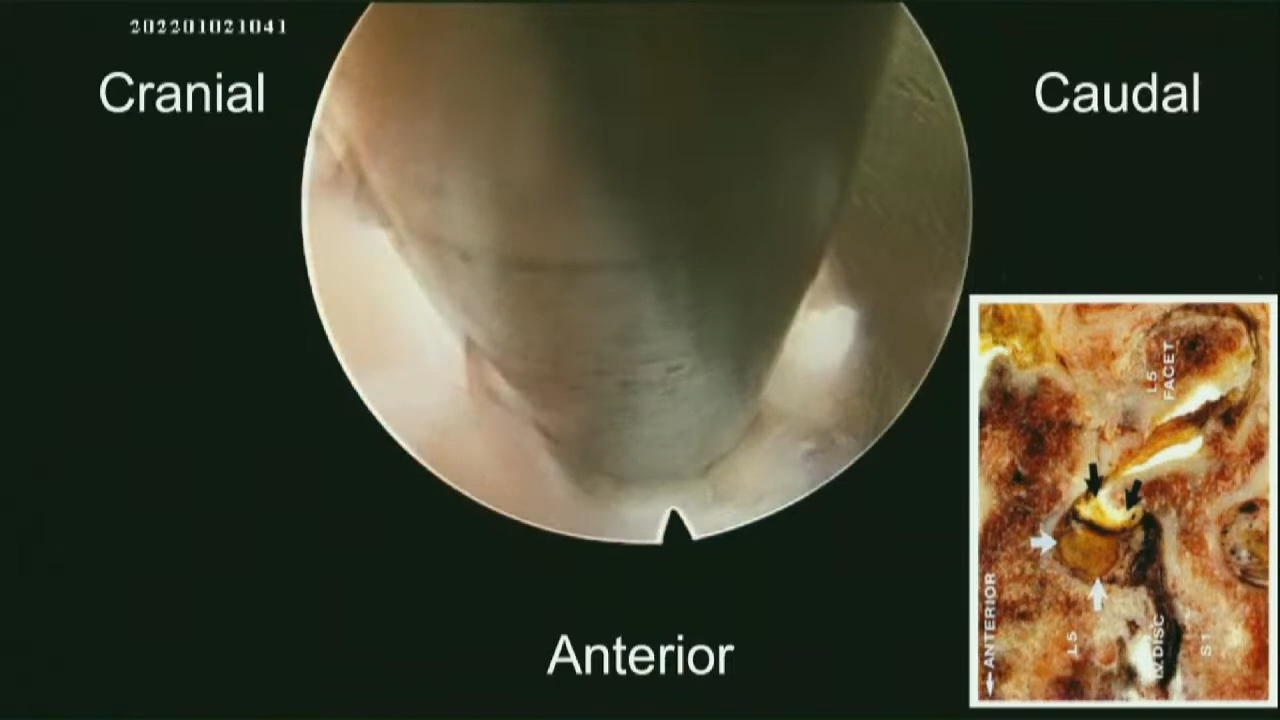 202201021041
Cranial
Caudal
L5
FACET
ANTERIOR
L5
IV DISC
S1
Anterior